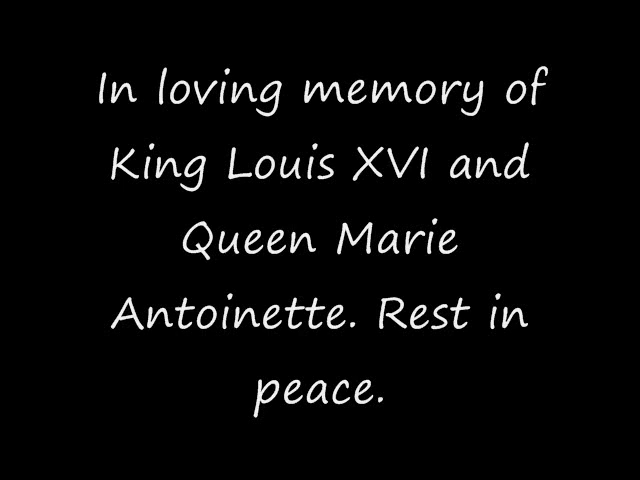 In loving memory of
King Louis XVI and
Queen Marie
Antoinette. Rest in
peace.